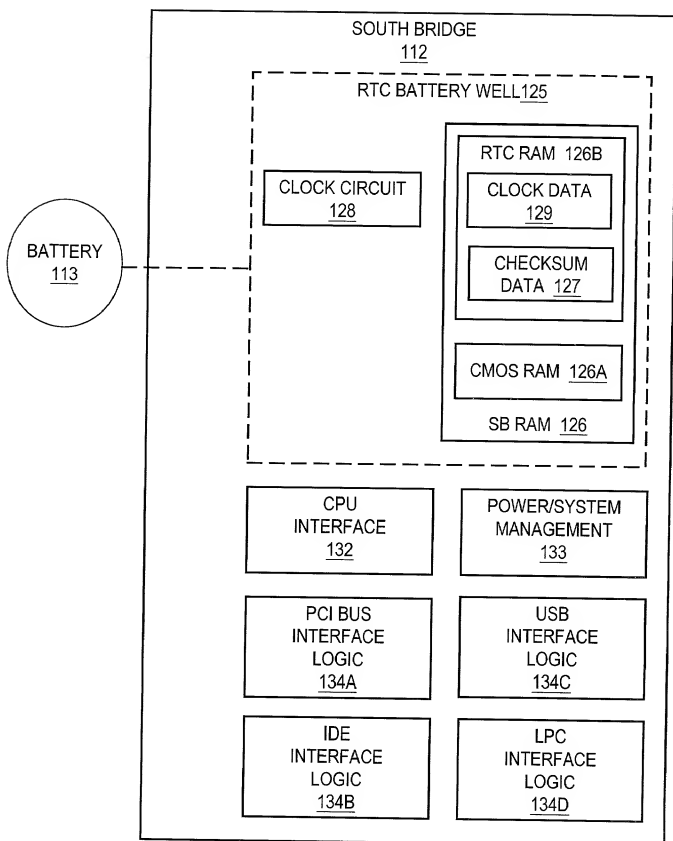 SOUTH BRIDGE
112
RTC BATTERY WELL125
RTC RAM 126B
CLOCK CIRCUIT
128
CLOCK DATA
129
BATTERY
113
CHECKSUM
DATA 127
CMOS RAM 126A
SB RAM 126
CPU
INTERFACE
132
POWER/SYSTEM
MANAGEMENT
133
PCI BUS
INTERFACE
LOGIC
134A
USB
INTERFACE
LOGIC
134C
IDE
INTERFACE
LOGIC
134B
LPC
INTERFACE
LOGIC
134D